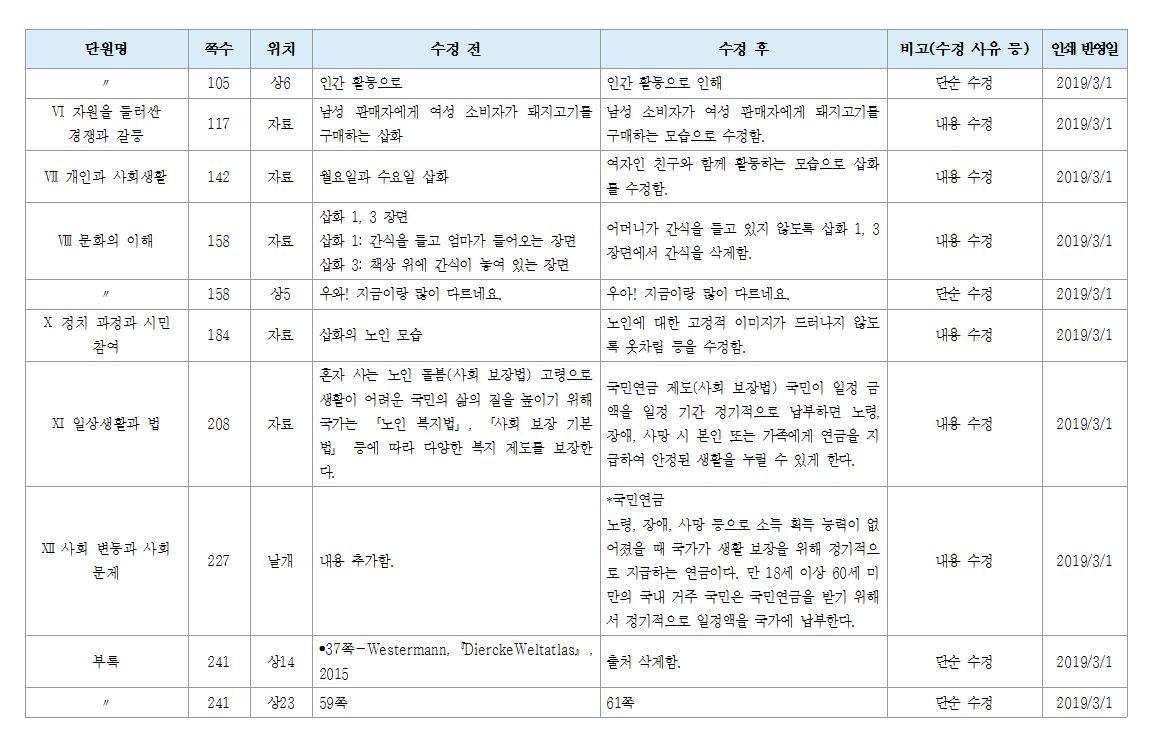 단원명 쪽수 위치 수정 전 수정 후 비고(수정 사유 등) 인쇄 반영일
〃 105 상6 인간 활동으로 인간 활동으로 인해 단순 수정 2019/3/1
Ⅵ 자원을 둘러싼
경쟁과 갈등
117 자료
남성 판매자에게 여성 소비자가 돼지고기를
구매하는 삽화
남성 소비자가 여성 판매자에게 돼지고기를
구매하는 모습으로 수정함.
내용 수정 2019/3/1
Ⅶ 개인과 사회생활 142 자료 월요일과 수요일 삽화
여자인 친구와 함께 활동하는 모습으로 삽화
를 수정함.
내용 수정 2019/3/1
Ⅷ 문화의 이해 158 자료
삽화 1, 3 장면
삽화 1: 간식을 들고 엄마가 들어오는 장면
삽화 3: 책상 위에 간식이 놓여 있는 장면
어머니가 간식을 들고 있지 않도록 삽화 1, 3
장면에서 간식을 삭제함.
내용 수정 2019/3/1
〃 158 상5 우와! 지금이랑 많이 다르네요. 우아! 지금이랑 많이 다르네요. 단순 수정 2019/3/1
Ⅹ 정치 과정과 시민
참여
184 자료 삽화의 노인 모습
노인에 대한 고정적 이미지가 드러나지 않도
록 옷차림 등을 수정함.
내용 수정 2019/3/1
ⅩⅠ 일상생활과 법 208 자료
혼자 사는 노인 돌봄(사회 보장법) 고령으로
생활이 어려운 국민의 삶의 질을 높이기 위해
국가는 「노인 복지법」, 「사회 보장 기본
법」 등에 따라 다양한 복지 제도를 보장한
다.
국민연금 제도(사회 보장법) 국민이 일정 금
액을 일정 기간 정기적으로 납부하면 노령,
장애, 사망 시 본인 또는 가족에게 연금을 지
급하여 안정된 생활을 누릴 수 있게 한다.
내용 수정 2019/3/1
ⅩⅡ 사회 변동과 사회
문제
227 날개 내용 추가함.
*국민연금
노령, 장애, 사망 등으로 소득 획득 능력이 없
어졌을 때 국가가 생활 보장을 위해 정기적으
로 지급하는 연금이다. 만 18세 이상 60세 미
만의 국내 거주 국민은 국민연금을 받기 위해
서 정기적으로 일정액을 국가에 납부한다.
내용 수정 2019/3/1
부록 241 상14
•37쪽-Westermann, 『DierckeWeltatlas』,
2015
출처 삭제함. 단순 수정 2019/3/1
〃 241 상23 59쪽 61쪽 단순 수정 2019/3/1